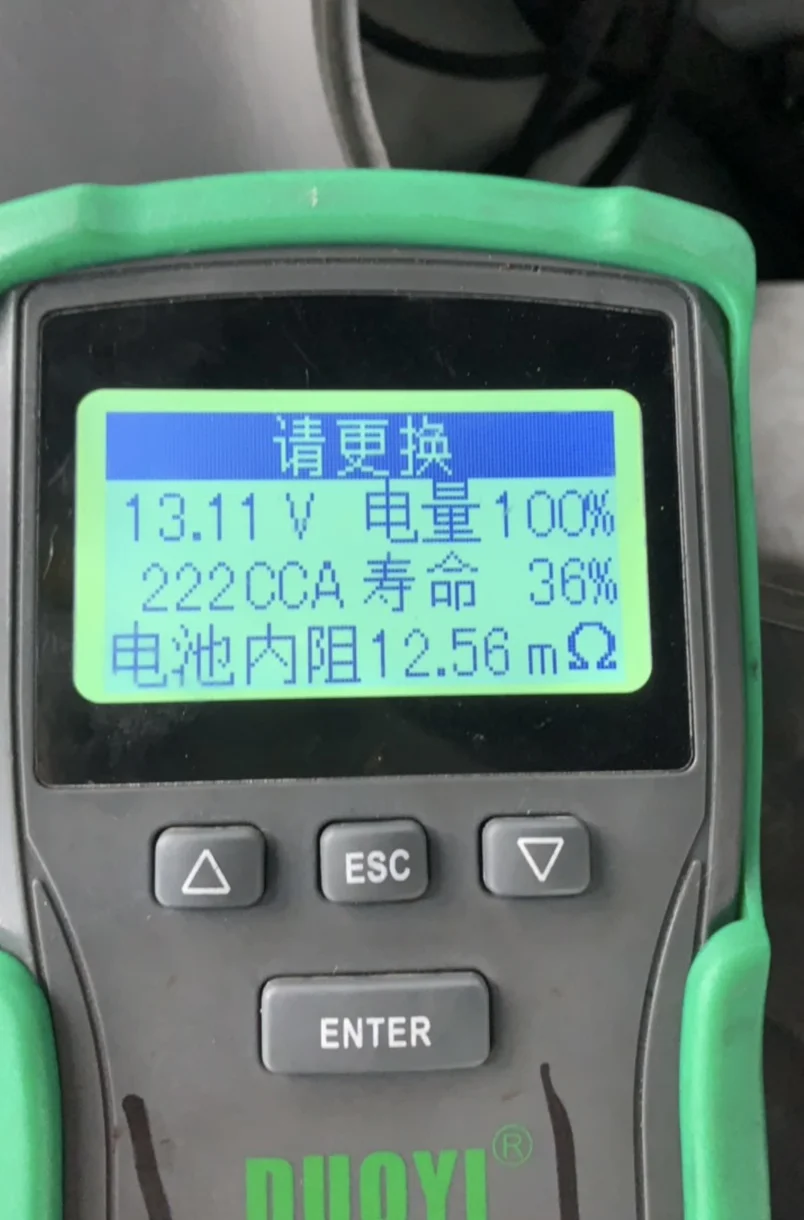 请更换
13.11 V 电量100%
222CCA 寿命 36%
电池内阻12.56 mΩ
△ ESC ▽
ENTER
DUOYI®